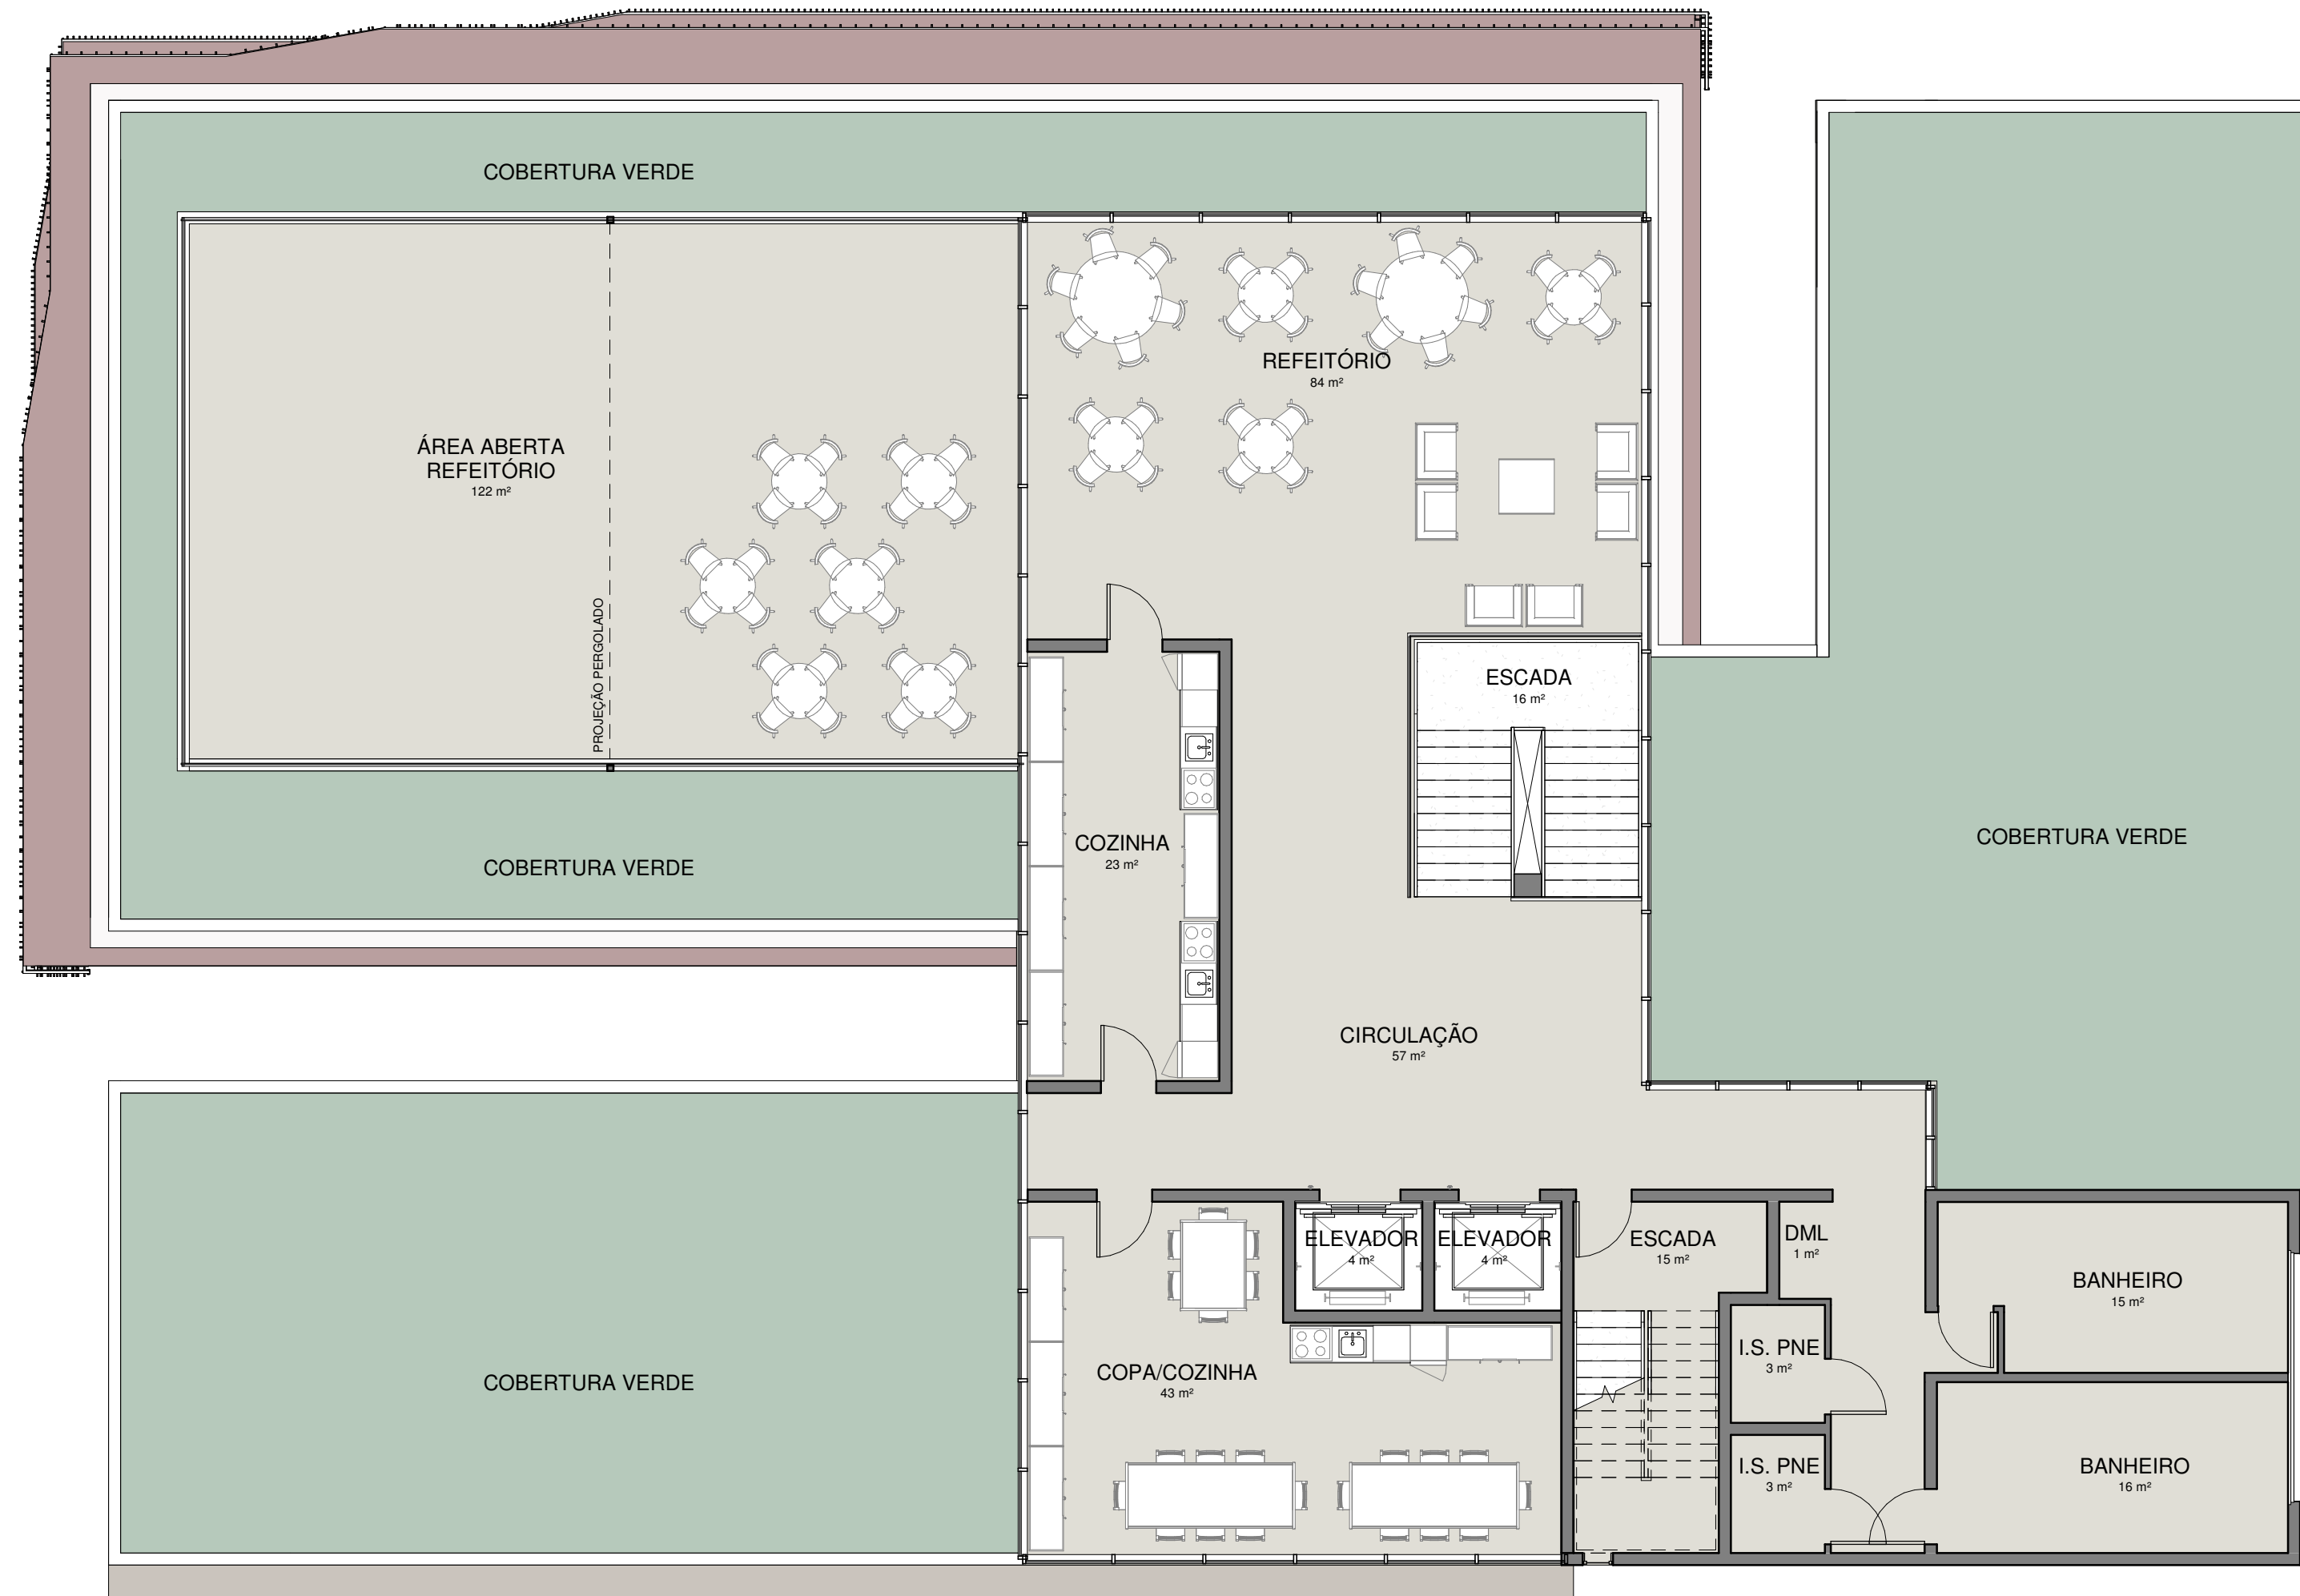 COBERTURA VERDE
REFEITÓRIO
84 m²
ÁREA ABERTA
REFEITÓRIO
122 m²
PROJEÇÃO PERGOLADO
ESCADA
16 m²
COBERTURA VERDE
COZINHA
23 m²
COBERTURA VERDE
CIRCULAÇÃO
57 m²
ELEVADOR
4 m²
ELEVADOR
4 m²
ESCADA
15 m²
DML
1 m²
BANHEIRO
15 m²
I.S. PNE
3 m²
COPA/COZINHA
43 m²
COBERTURA VERDE
I.S. PNE
3 m²
BANHEIRO
16 m²